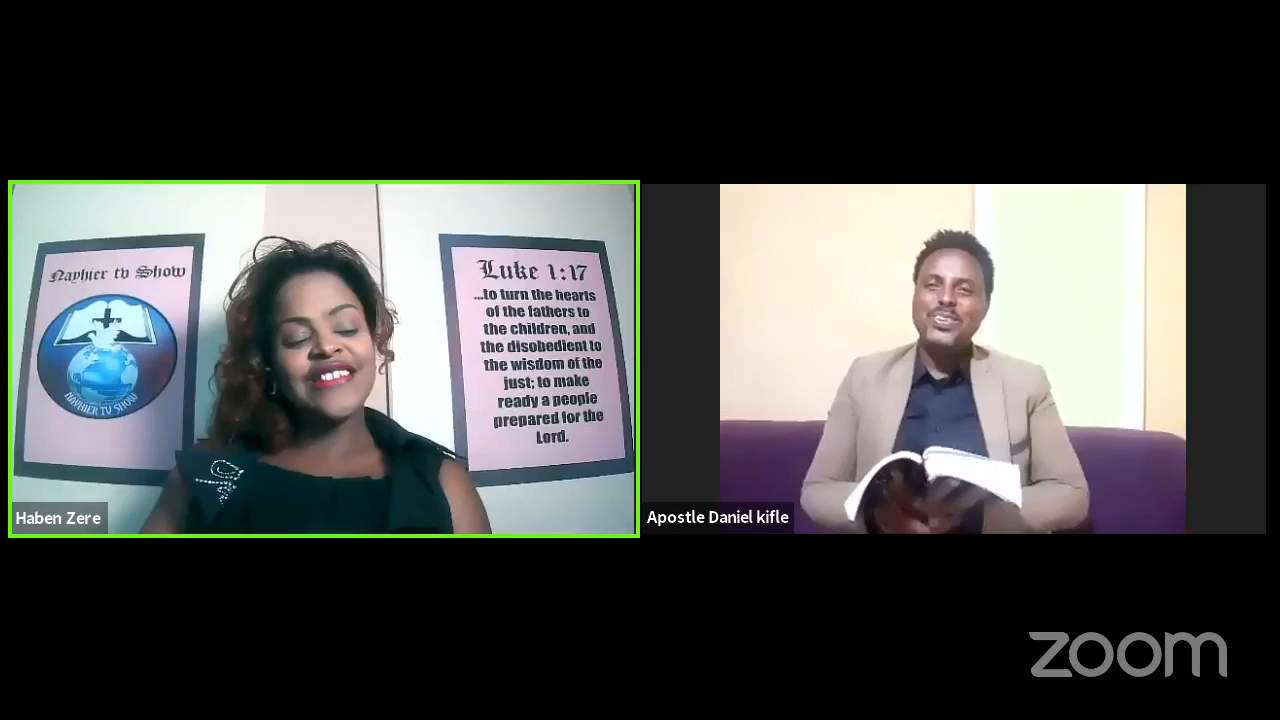 Nayhier tv Show
NAYHIER TV SHOW
Luke 1:17
...to turn the hearts
of the fathers to
the children, and
the disobedient to
the wisdom of the
just; to make
ready a people
prepared for the
Lord.
Haben Zere
Apostle Daniel kifle
zoom